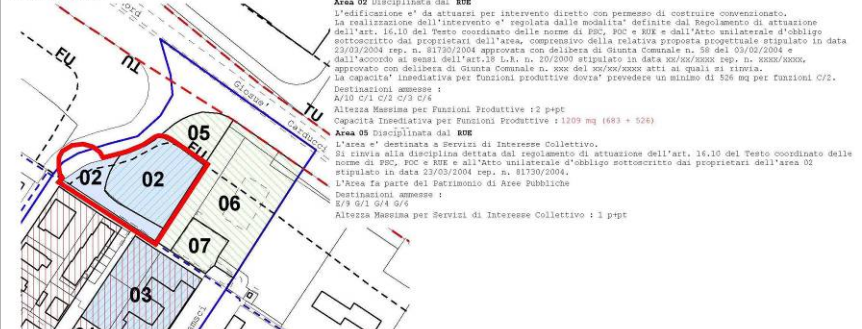 Area 02 Disciplinata dal RUE
L'edificazione e' da attuarsi per intervento diretto con permesso di costruire convenzionato.
La realizzazione dell'intervento e' regolata dalle modalita' definite dal Regolamento di attuazione
dell'art. 16.10 del Testo coordinato delle norme di PSC, POC e RUE e dall'Atto unilaterale d'obbligo
sottoscritto dai proprietari dell'area, comprensivo della relativa proposta progettuale stipulato in data
23/03/2004 rep. n. 81730/2004 approvata con delibera di Giunta Comunale n. 58 del 03/02/2004 e
dall'accordo ai sensi dell'art.18 L.R. n. 20/2000 stipulato in data xx/xx/xxxx rep. n. xxxx/xxxx,
approvato con delibera di Giunta Comunale n. xxx del xx/xx/xxxx atti ai quali si rinvia.
La capacita' insediativa per funzioni produttive dovra' prevedere un minimo di 526 mq per funzioni C/2.
Destinazioni ammesse :
A/10 C/1 C/2 C/3 C/6
Altezza Massima per Funzioni Produttive :2 p+pt
Capacita Insediativa per Funzioni Produttive : 1209 mq (683 + 526)
Area 05 Disciplinata dal RUE
L'area e' destinata a Servizi di Interesse Collettivo.
Si rinvia alla disciplina dettata dal regolamento di attuazione dell'art. 16.10 del Testo coordinato delle
norme di PSC, POC e RUE e all'Atto unilaterale d'obbligo sottoscritto dai proprietari dell'area 02
stipulato in data 23/03/2004 rep. n. 81730/2004.
L'Area fa parte del Patrimonio di Aree Pubbliche
Destinazioni ammesse :
E/9 G/1 G/4 G/6
Altezza Massima per Servizi di Interesse Collettivo : 1 p+pt
FU
TU
Giosue'
Carducci
TU
05
FU
02
02
06
07
03